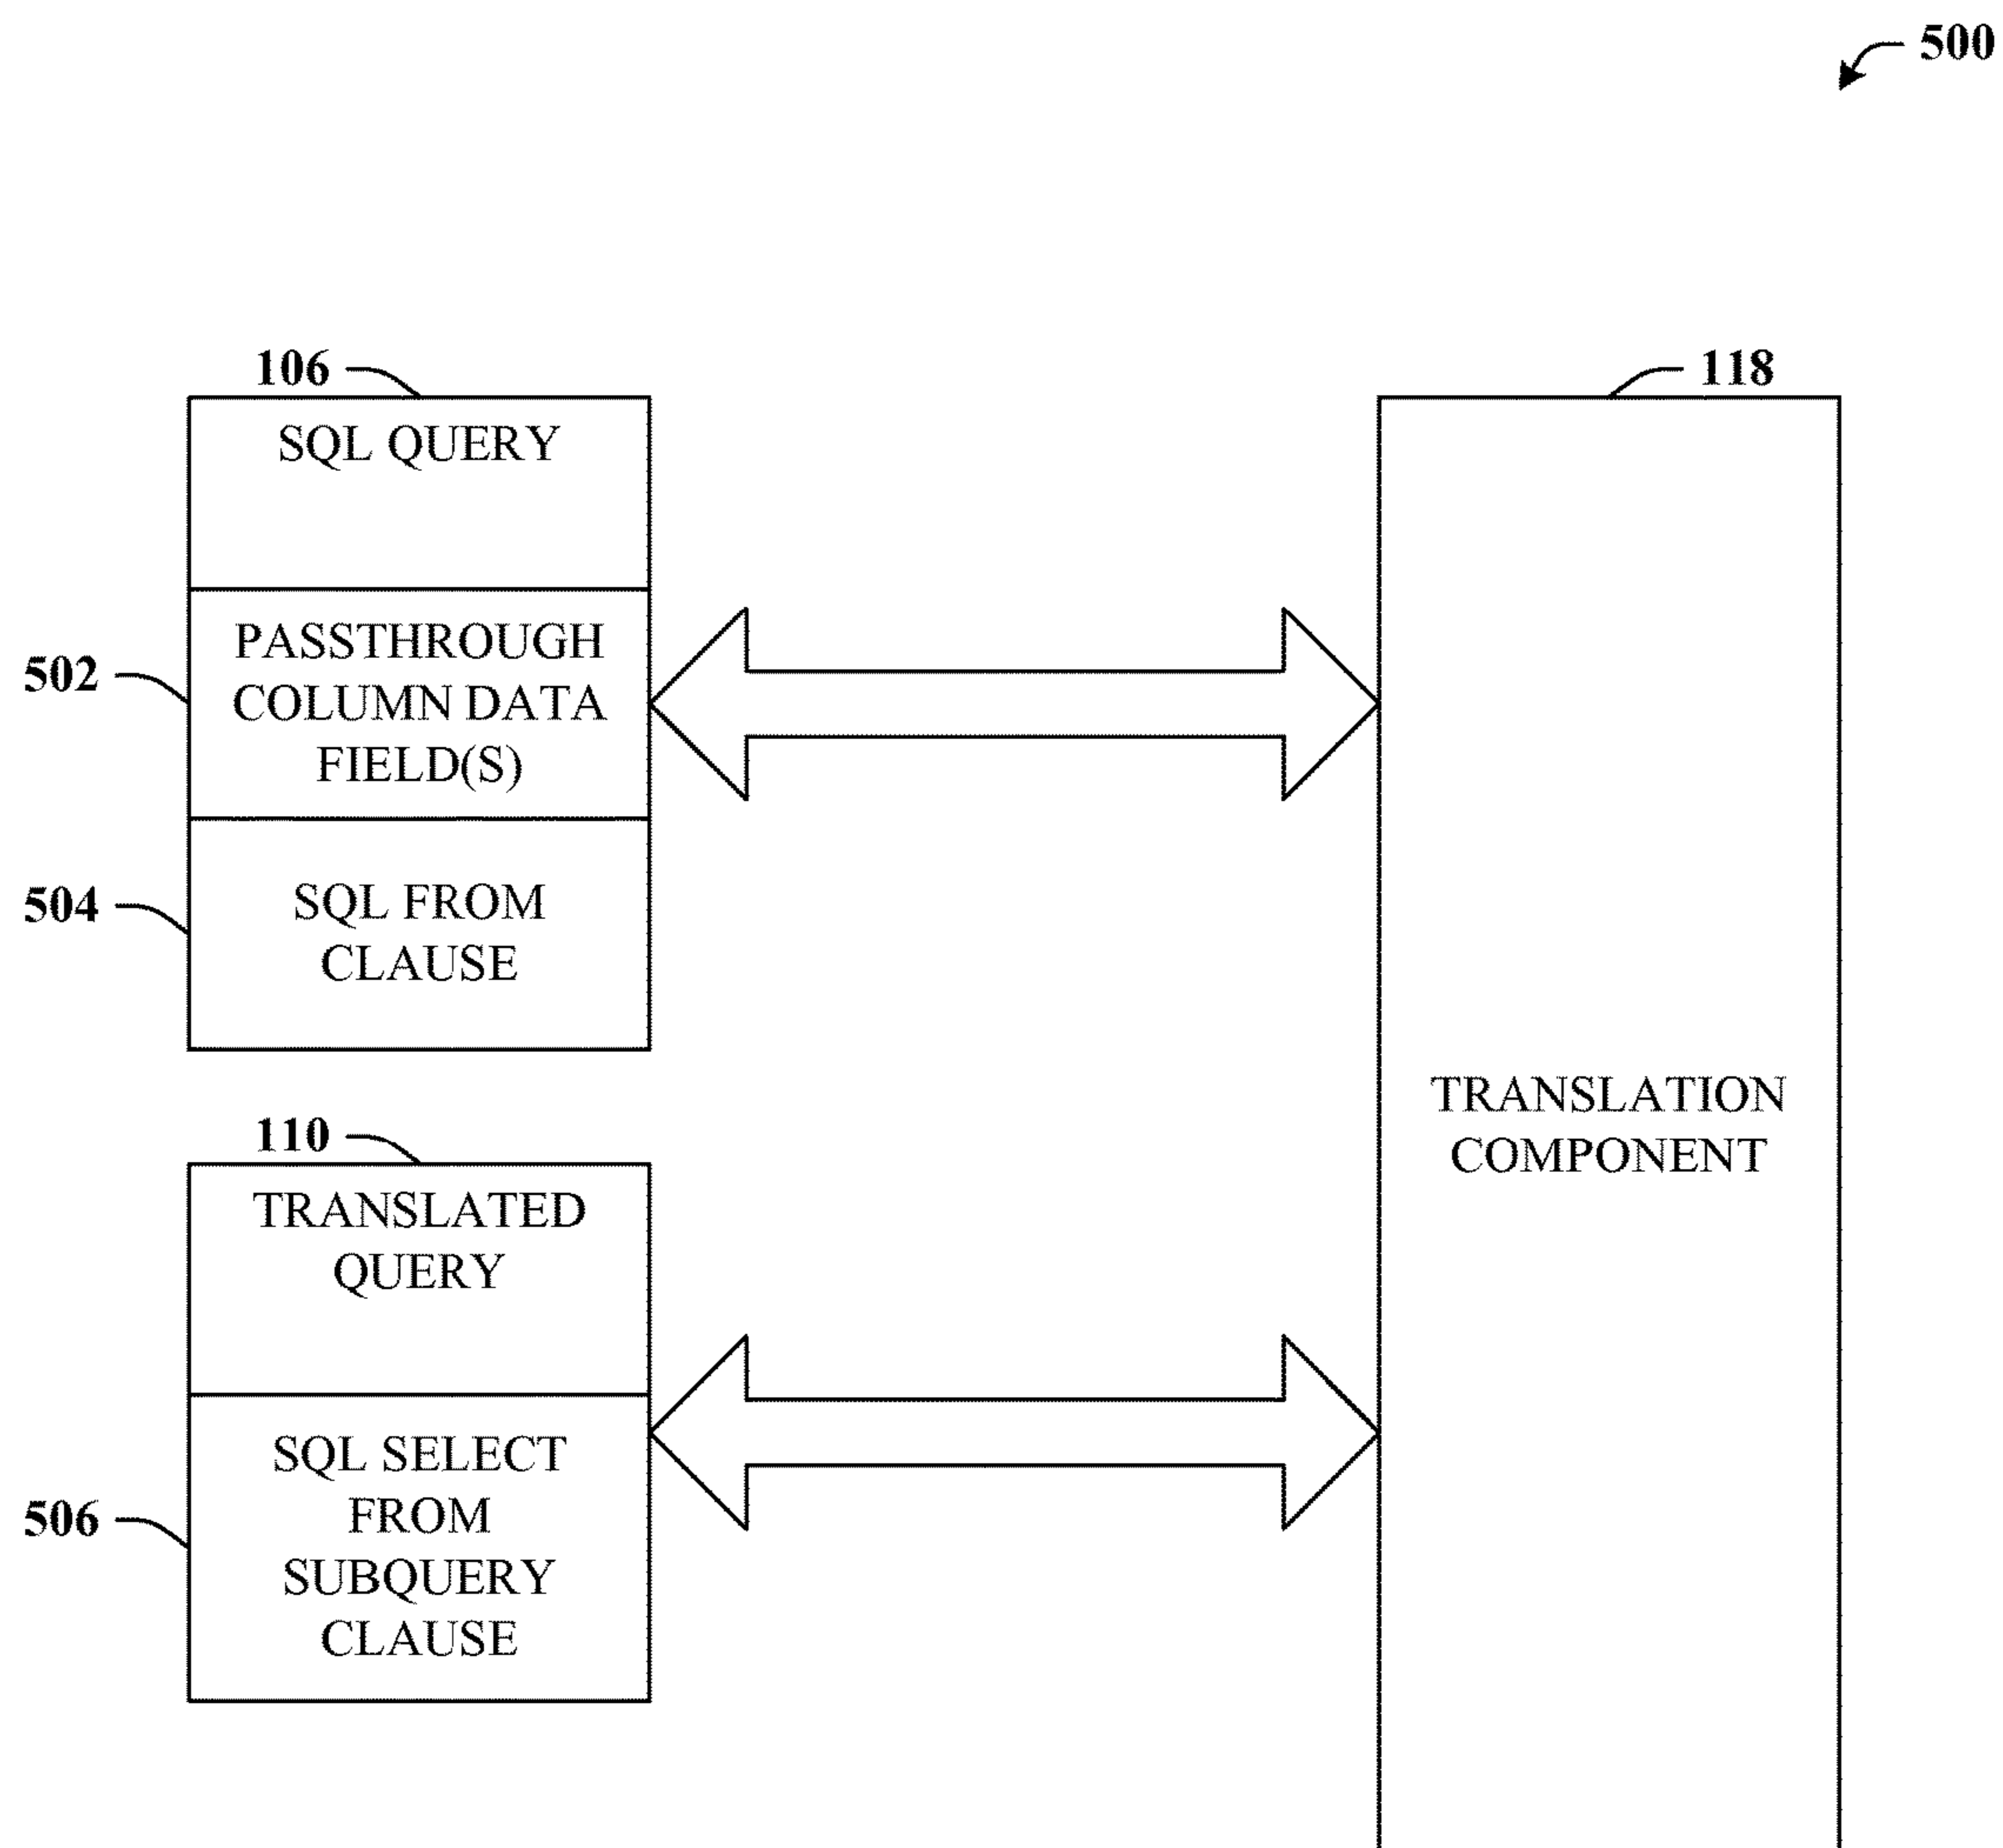 500
106
SQL QUERY
502
PASSTHROUGH
COLUMN DATA
FIELD(S)
504
SQL FROM
CLAUSE
110
TRANSLATED
QUERY
506
SQL SELECT
FROM
SUBQUERY
CLAUSE
118
TRANSLATION
COMPONENT